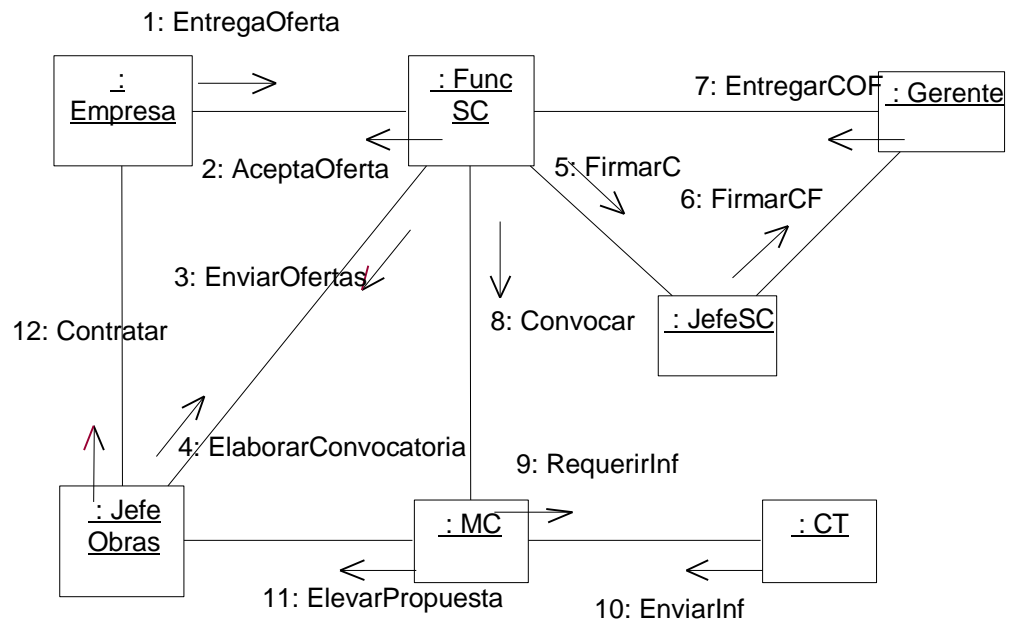 1: EntregaOferta
:
Empresa
: Func
SC
7: EntregarCOF
: Gerente
2: AceptaOferta
5: FirmarC
6: FirmarCF
3: EnviarOfertas
8: Convocar
: JefeSC
12: Contratar
4: ElaborarConvocatoria
9: RequerirInf
: Jefe
Obras
: MC
: CT
11: ElevarPropuesta
10: EnviarInf